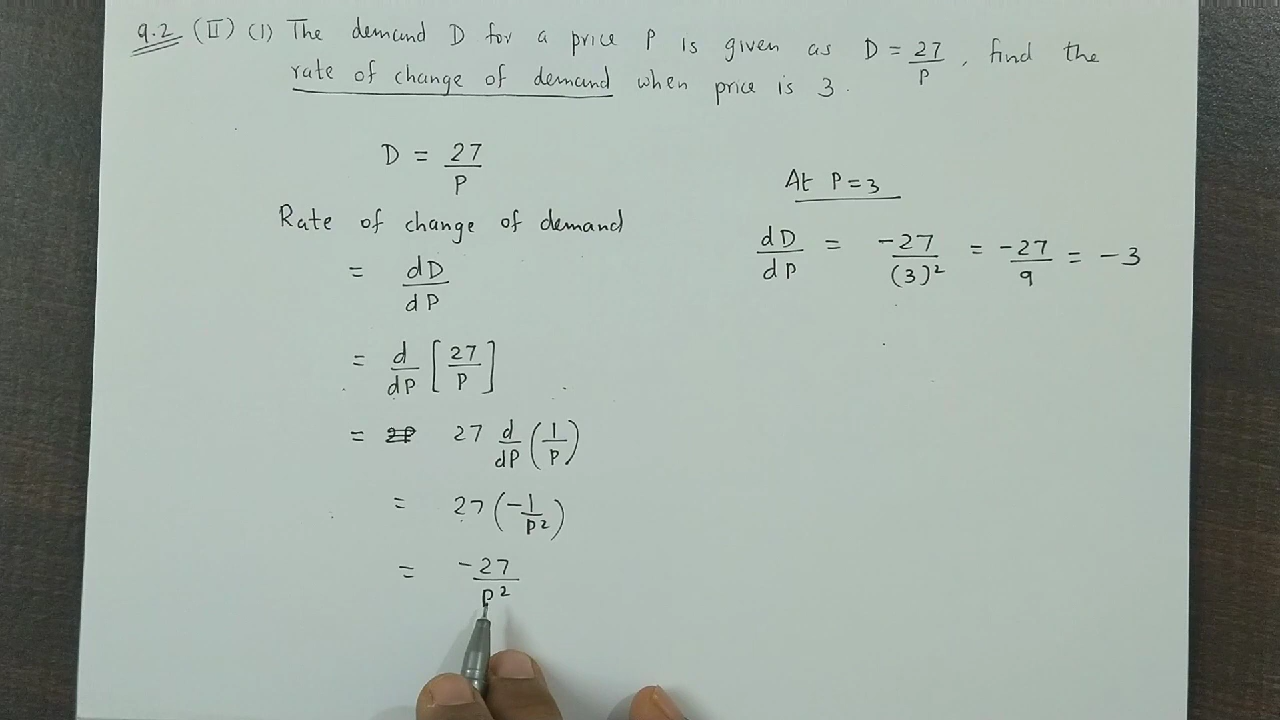 9.2 (II) (1) The demand D for a price P is given as D = 27/P, find the
rate of change of demand when price is 3.
D = 27/P
Rate of change of demand
= dD/dP
= d/dP [27/P]
= 27 d/dP (1/P)
= 27 (-1/P²)
= -27/P²
At P=3
dD/dP = -27/(3)² = -27/9 = -3